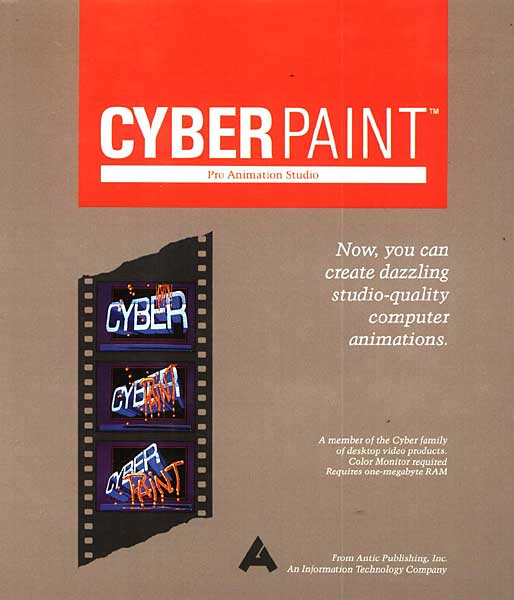 CYBER PAINT™
Pro Animation Studio
Now, you can
create dazzling
studio-quality
computer
animations.
CYBER
CYBER PAINT
CYBER
PAINT
A member of the Cyber family
of desktop video products.
Color Monitor required
Requires one-megabyte RAM
From Antic Publishing, Inc.
An Information Technology Company